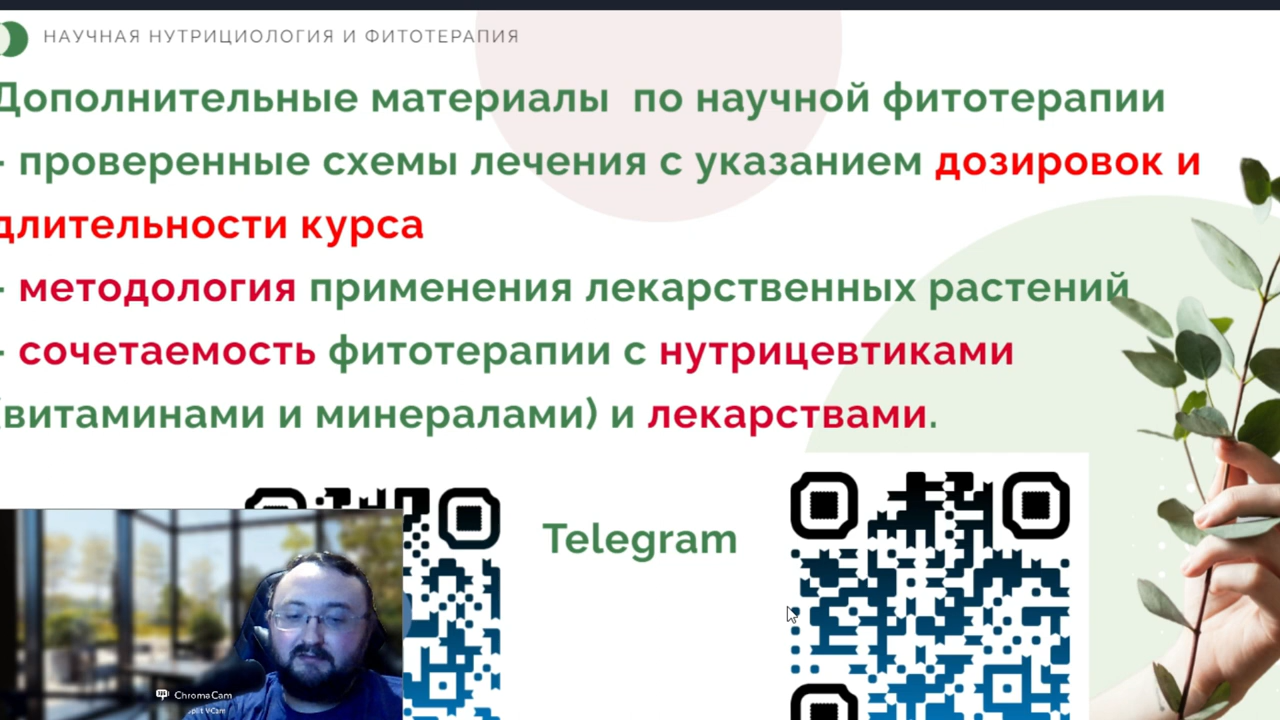 НАУЧНАЯ НУТРИЦИОЛОГИЯ И ФИТОТЕРАПИЯ
Дополнительные материалы по научной фитотерапии
- проверенные схемы лечения с указанием дозировок и
длительности курса
- методология применения лекарственных растений
- сочетаемость фитотерапии с нутрицевтиками
(витаминами и минералами) и лекарствами.
Telegram
ChromaCam